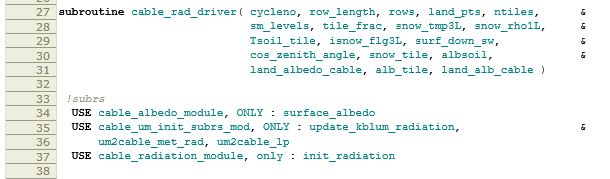 27 subroutine cable_rad_driver( cycleno, row_length, rows, land_pts, ntiles, &
28 sm_levels, tile_frac, snow_tmp3L, snow_rho1L, &
29 Tsoil_tile, isnow_flg3L, surf_down_sw, &
30 cos_zenith_angle, snow_tile, albsoil, &
31 land_albedo_cable, alb_tile, land_alb_cable )
32
33 !subrs
34 USE cable_albedo_module, ONLY : surface_albedo
35 USE cable_um_init_subrs_mod, ONLY : update_kblum_radiation, &
36 um2cable_met_rad, um2cable_lp
37 USE cable_radiation_module, only : init_radiation
38